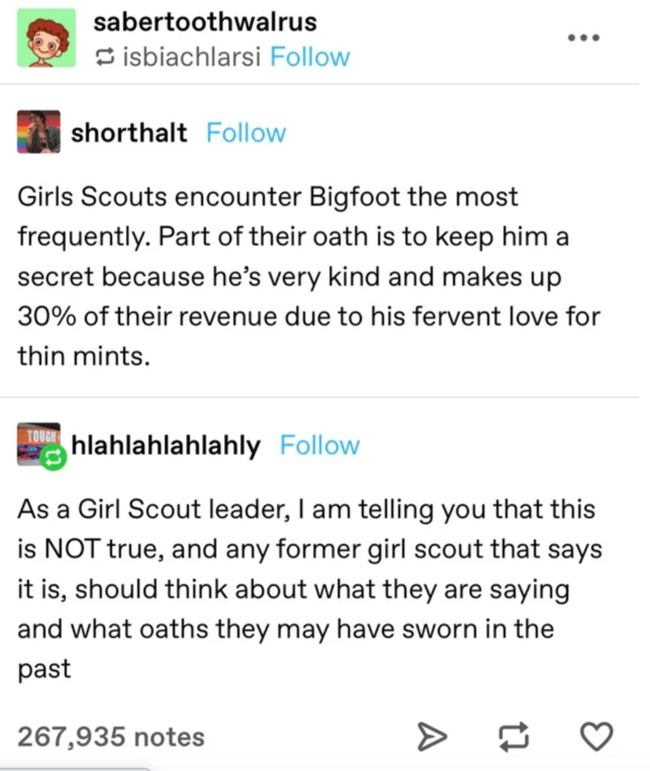 sabertoothwalrus
isbiachlarsi Follow
shorthalt Follow
Girls Scouts encounter Bigfoot the most
frequently. Part of their oath is to keep him a
secret because he's very kind and makes up
30% of their revenue due to his fervent love for
thin mints.
TOUGH
hlahlahlahlahly Follow
As a Girl Scout leader, I am telling you that this
is NOT true, and any former girl scout that says
it is, should think about what they are saying
and what oaths they may have sworn in the
past
267,935 notes